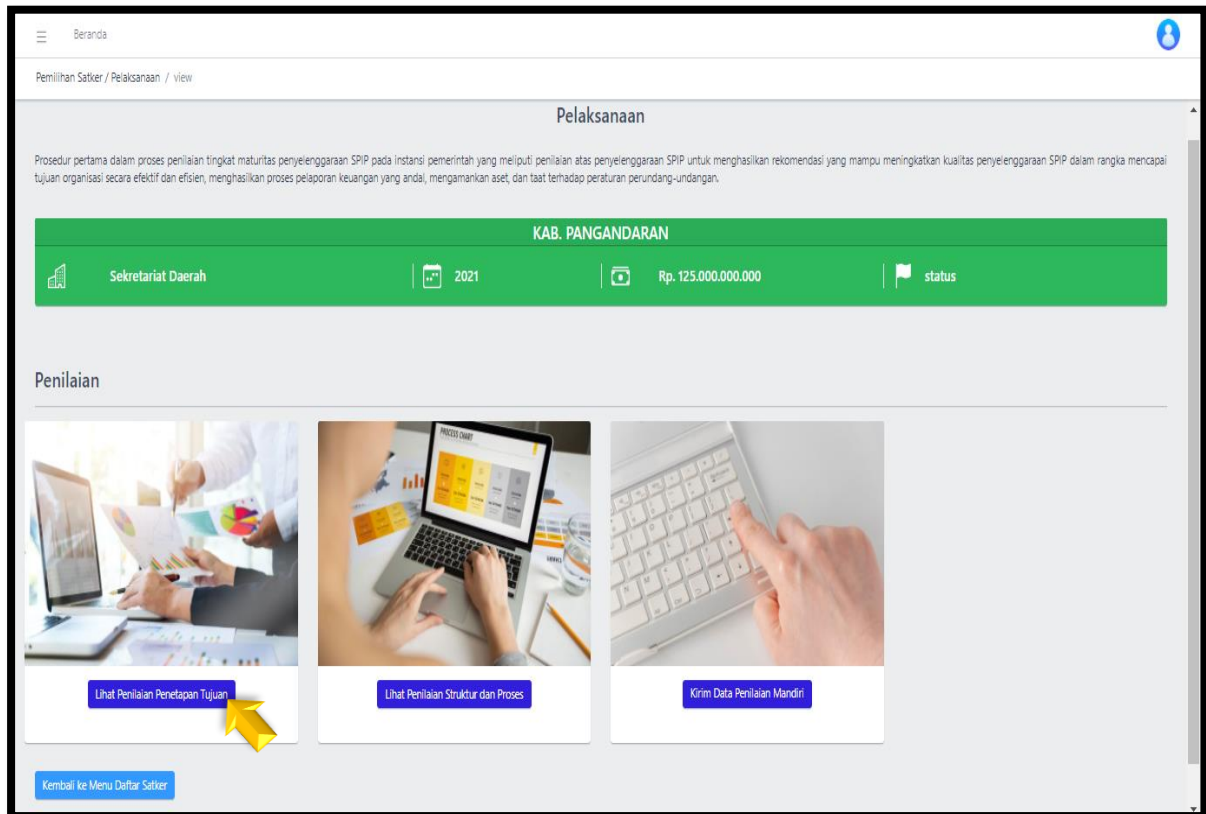 Beranda
Pemilihan Satker / Pelaksanaan / view
Pelaksanaan
Prosedur pertama dalam proses penilaian tingkat maturitas penyelenggaraan SPIP pada instansi pemerintah yang meliputi penilaian atas penyelenggaraan SPIP untuk menghasilkan rekomendasi yang mampu meningkatkan kualitas penyelenggaraan SPIP dalam rangka mencapai
tujuan organisasi secara efektif dan efisien, menghasilkan proses pelaporan keuangan yang andal, mengamankan aset, dan taat terhadap peraturan perundang-undangan.
KAB. PANGANDARAN
Sekretariat Daerah 2021 Rp. 125.000.000.000 status
Penilaian
PROCESS CHART
Lihat Penilaian Penetapan Tujuan Lihat Penilaian Struktur dan Proses Kirim Data Penilaian Mandiri
Kembali ke Menu Daftar Satker